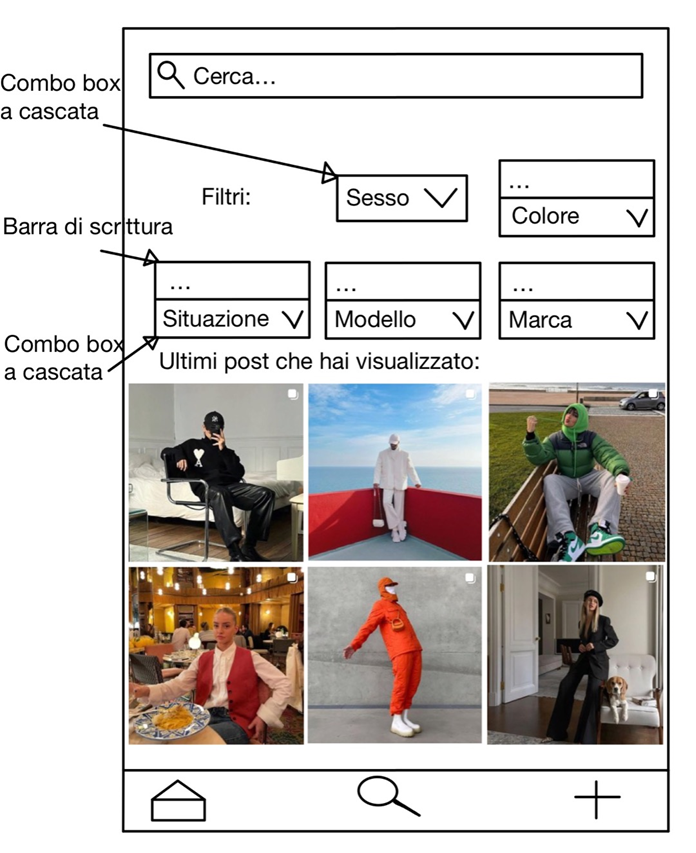 Cerca...
Combo box
a cascata
Filtri:
Sesso
...
Colore
Barra di scrittura
...
Situazione
...
Modello
...
Marca
Combo box
a cascata
Ultimi post che hai visualizzato: